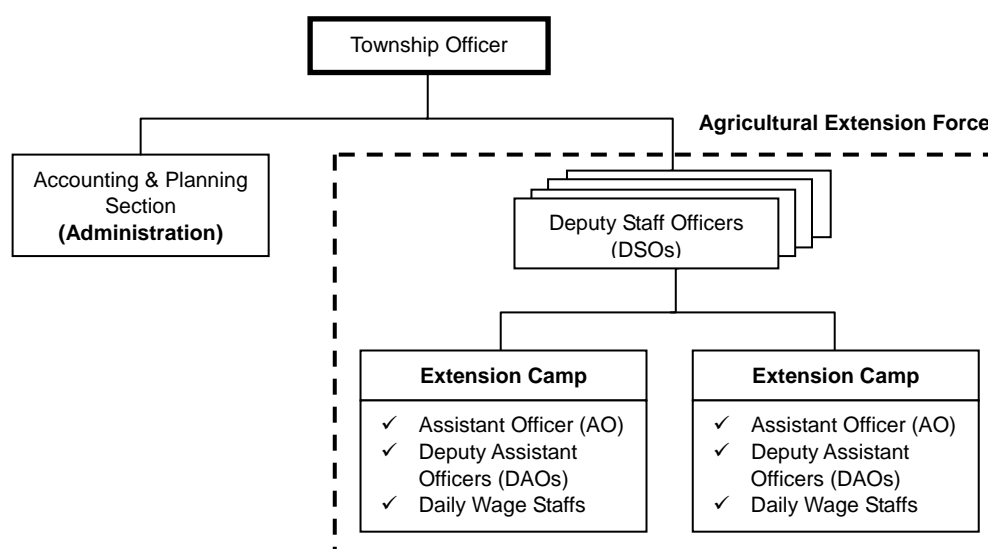 Township Officer
Agricultural Extension Force
Accounting & Planning
Section
(Administration)
Deputy Staff Officers
(DSOs)
Extension Camp
✓ Assistant Officer (AO)
✓ Deputy Assistant
Officers (DAOs)
✓ Daily Wage Staffs
Extension Camp
✓ Assistant Officer (AO)
✓ Deputy Assistant
Officers (DAOs)
✓ Daily Wage Staffs